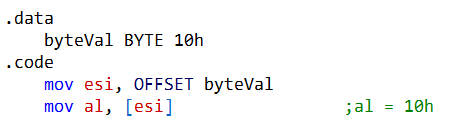 .data
byteVal BYTE 10h
.code
mov esi, OFFSET byteVal
mov al, [esi] ;al = 10h